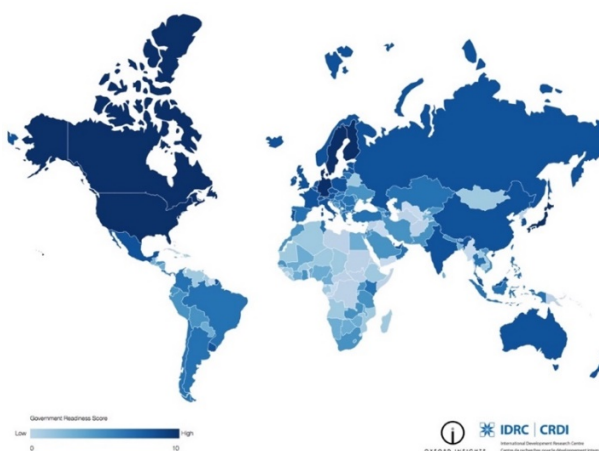 Government Readiness Score
Low
High
0
10
IDRC | CRDI
International Development Research Centre